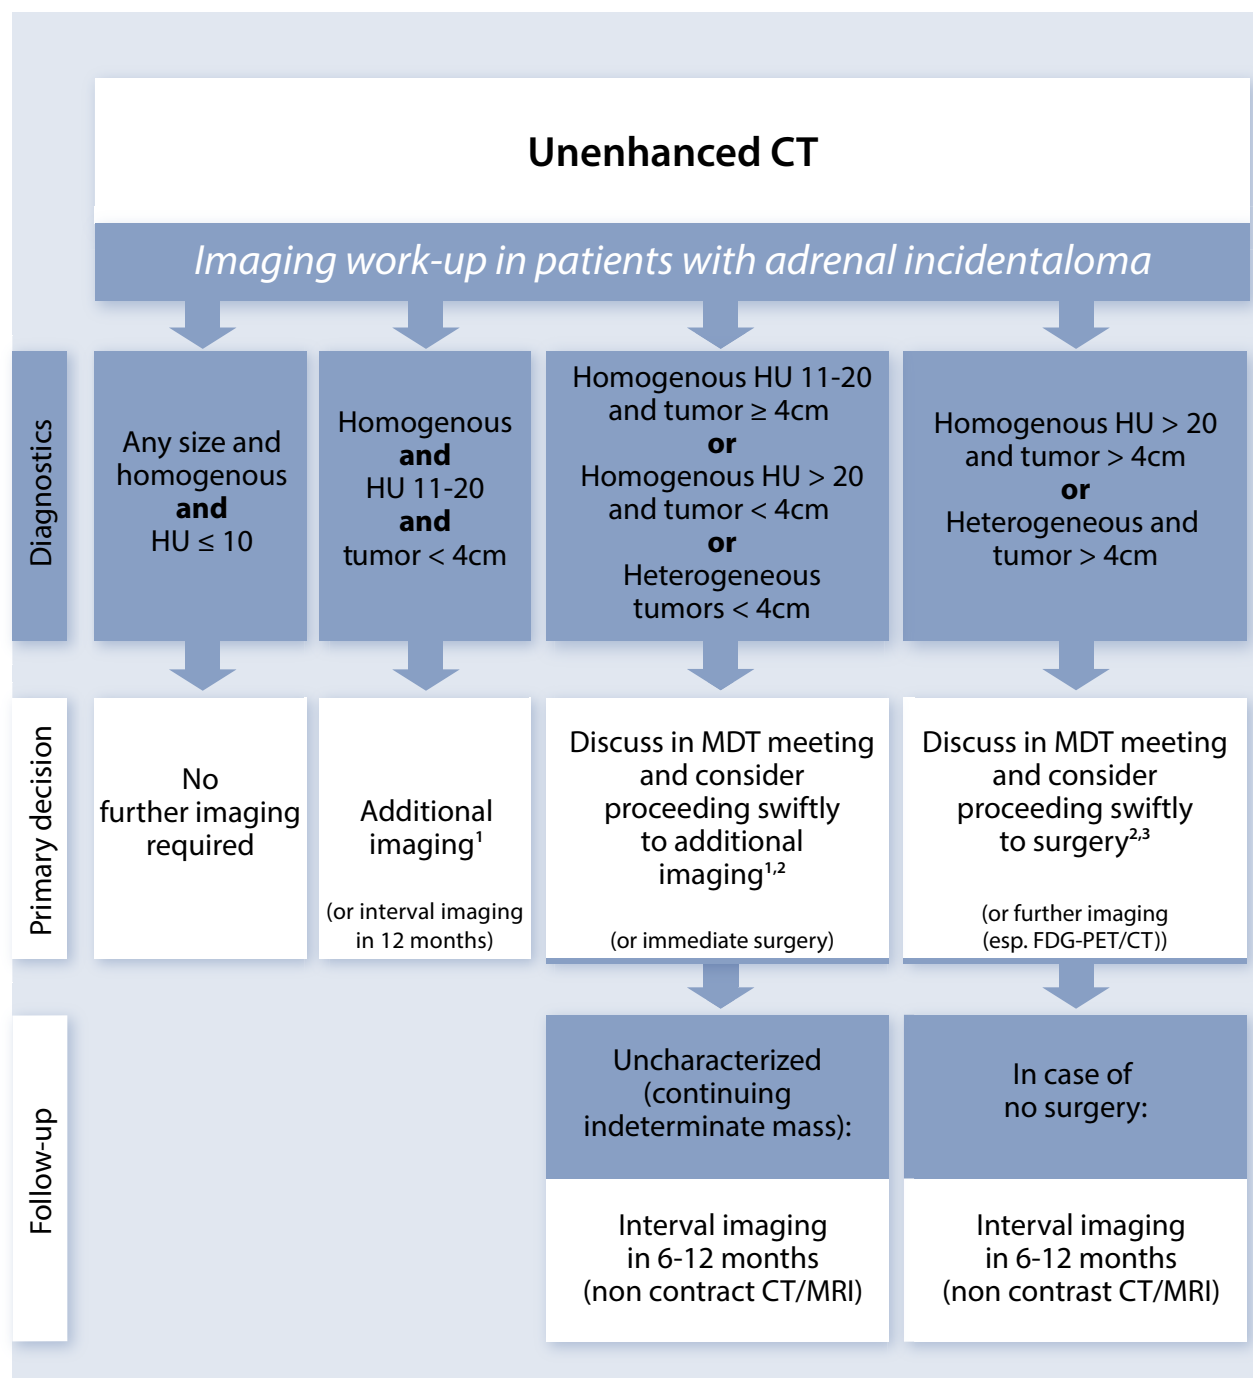 Unenhanced CT
Imaging work-up in patients with adrenal incidentaloma
Diagnostics
Any size and
homogenous
and
HU ≤ 10
Homogenous
and
HU 11-20
and
tumor < 4cm
Homogenous HU 11-20
and tumor ≥ 4cm
or
Homogenous HU > 20
and tumor < 4cm
or
Heterogeneous
tumors < 4cm
Homogenous HU > 20
and tumor > 4cm
or
Heterogeneous and
tumor > 4cm
Primary decision
No
further imaging
required
Additional
imaging¹
(or interval imaging
in 12 months)
Discuss in MDT meeting
and consider
proceeding swiftly
to additional
imaging¹,²
(or immediate surgery)
Discuss in MDT meeting
and consider
proceeding swiftly
to surgery²,³
(or further imaging
(esp. FDG-PET/CT))
Follow-up
Uncharacterized
(continuing
indeterminate mass):
Interval imaging
in 6-12 months
(non contract CT/MRI)
In case of
no surgery:
Interval imaging
in 6-12 months
(non contrast CT/MRI)